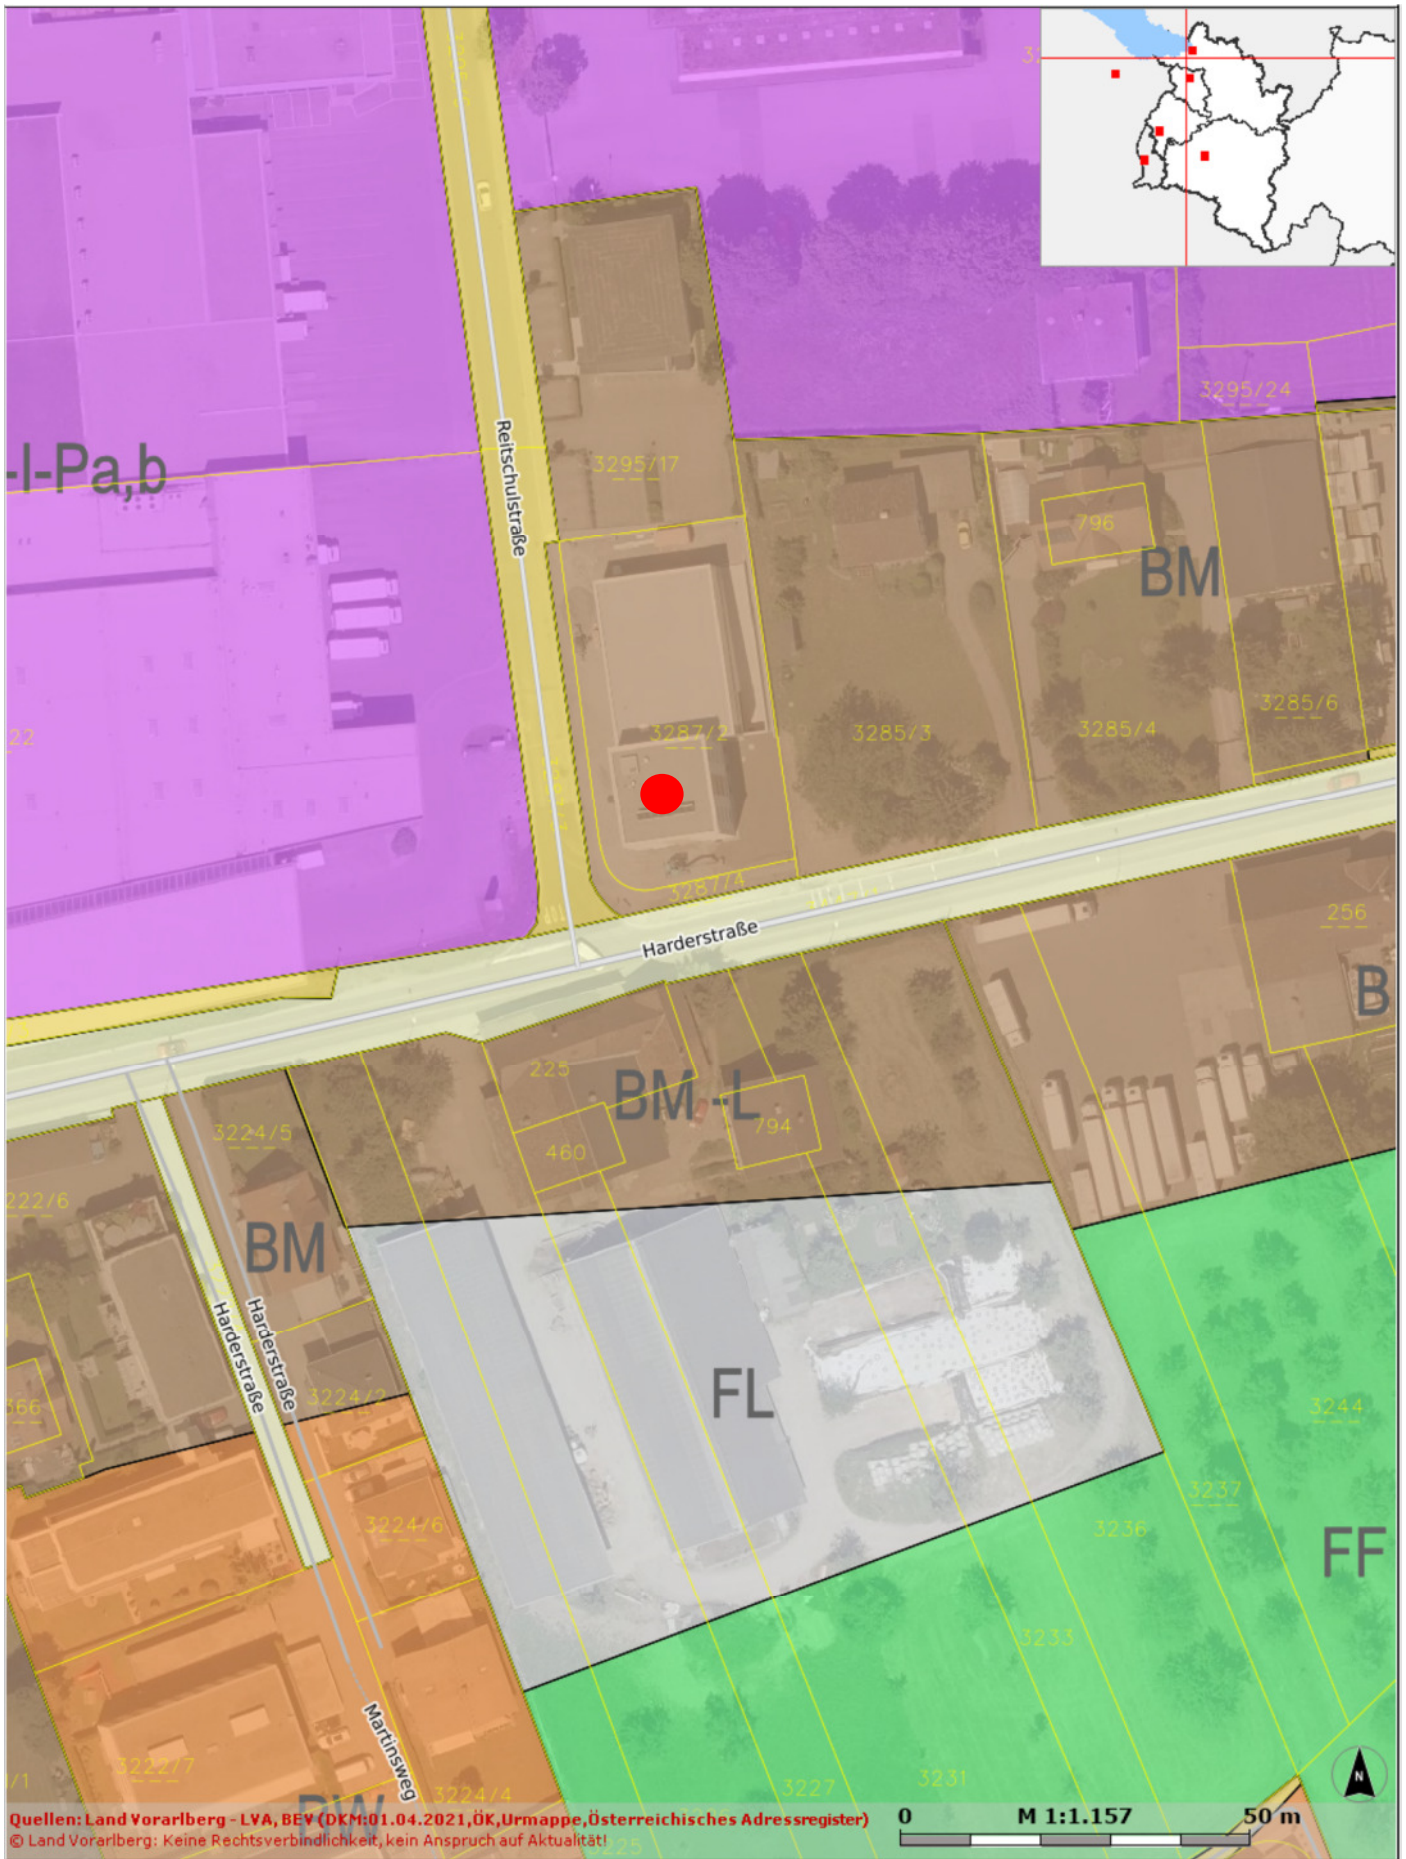 3295/24
-I-Pa,b
Reitschulstraße
3295/17
796
BM
3285/6
22
3287/2
3285/3
3285/4
3287/4
Harderstraße
256
B
225
BM -L
3224/5
794
460
222/6
BM
Harderstraße
Harderstraße
3224/2
FL
366
3244
3237
3224/6
3236
FF
3233
Martinsweg
3222/7
/1
3224/4
3227
3231
BW
Quellen: Land Vorarlberg - LVA, BEV (DKM:01.04.2021,ÖK,Urmappe,Österreichisches Adressregister)
© Land Vorarlberg: Keine Rechtsverbindlichkeit, kein Anspruch auf Aktualität!
3225
0 M 1:1.157 50 m
N